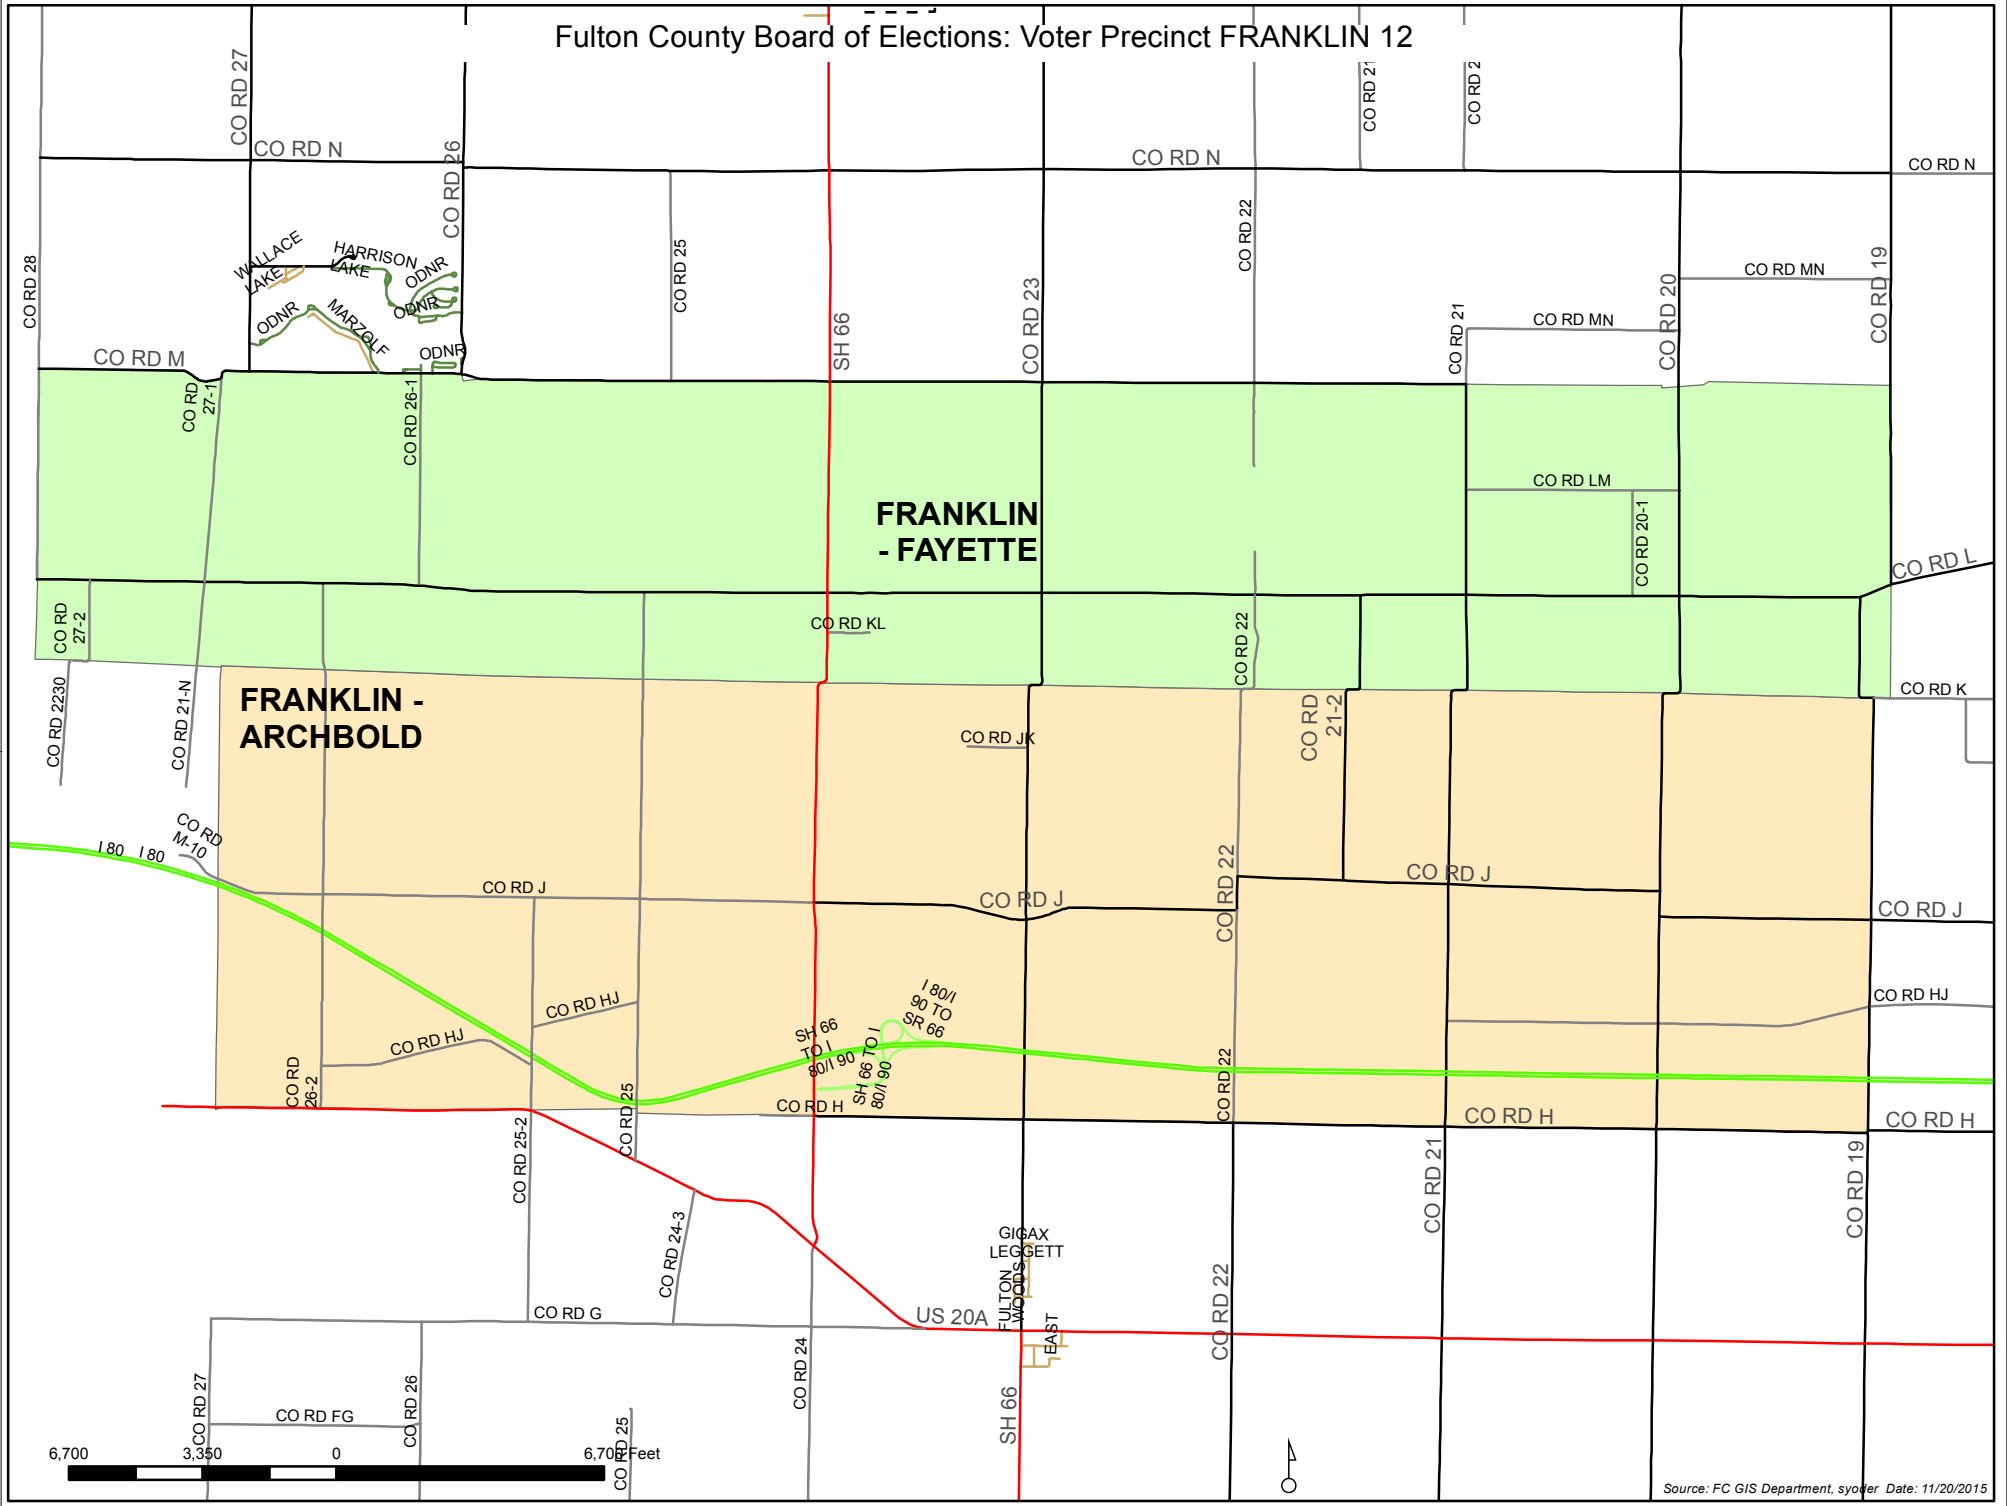 Fulton County Board of Elections: Voter Precinct FRANKLIN 12
CO RD 27
CO RD 21
CO RD 2
CO RD N
CO RD 26
CO RD N
CO RD N
CO RD 28
WALLACE
LAKE
HARRISON
LAKE
ODNR
ODNR
ODNR
MARZOLF
ODNR
CO RD 25
SH 66
CO RD 23
CO RD 22
CO RD 21
CO RD MN
CO RD 20
CO RD MN
CO RD 19
CO RD M
CO RD
27-1
CO RD 26-1
FRANKLIN
- FAYETTE
CO RD LM
CO RD 20-1
CO RD L
CO RD
27-2
CO RD KL
CO RD 22
CO RD 2230
CO RD 21-N
FRANKLIN -
ARCHBOLD
CO RD JK
CO RD
21-2
CO RD K
CO RD
M-10
I 80
I 80
CO RD J
CO RD J
CO RD 22
CO RD J
CO RD J
CO RD HJ
CO RD HJ
CO RD HJ
I 80/I
90 TO
SR 66
SH 66
TO I
80/I 90
SH 66 TO I
80/I 90
CO RD
26-2
CO RD 25
CO RD H
CO RD 22
CO RD H
CO RD H
CO RD 25-2
CO RD 24-3
CO RD 21
CO RD 19
GIGAX
LEGGETT
FULTON
WOODS
EAST
CO RD G
US 20A
CO RD 22
CO RD 24
CO RD 27
CO RD FG
CO RD 26
CO RD 25
SH 66
6,700
3,350
0
6,700 Feet
Source: FC GIS Department, syoder Date: 11/20/2015